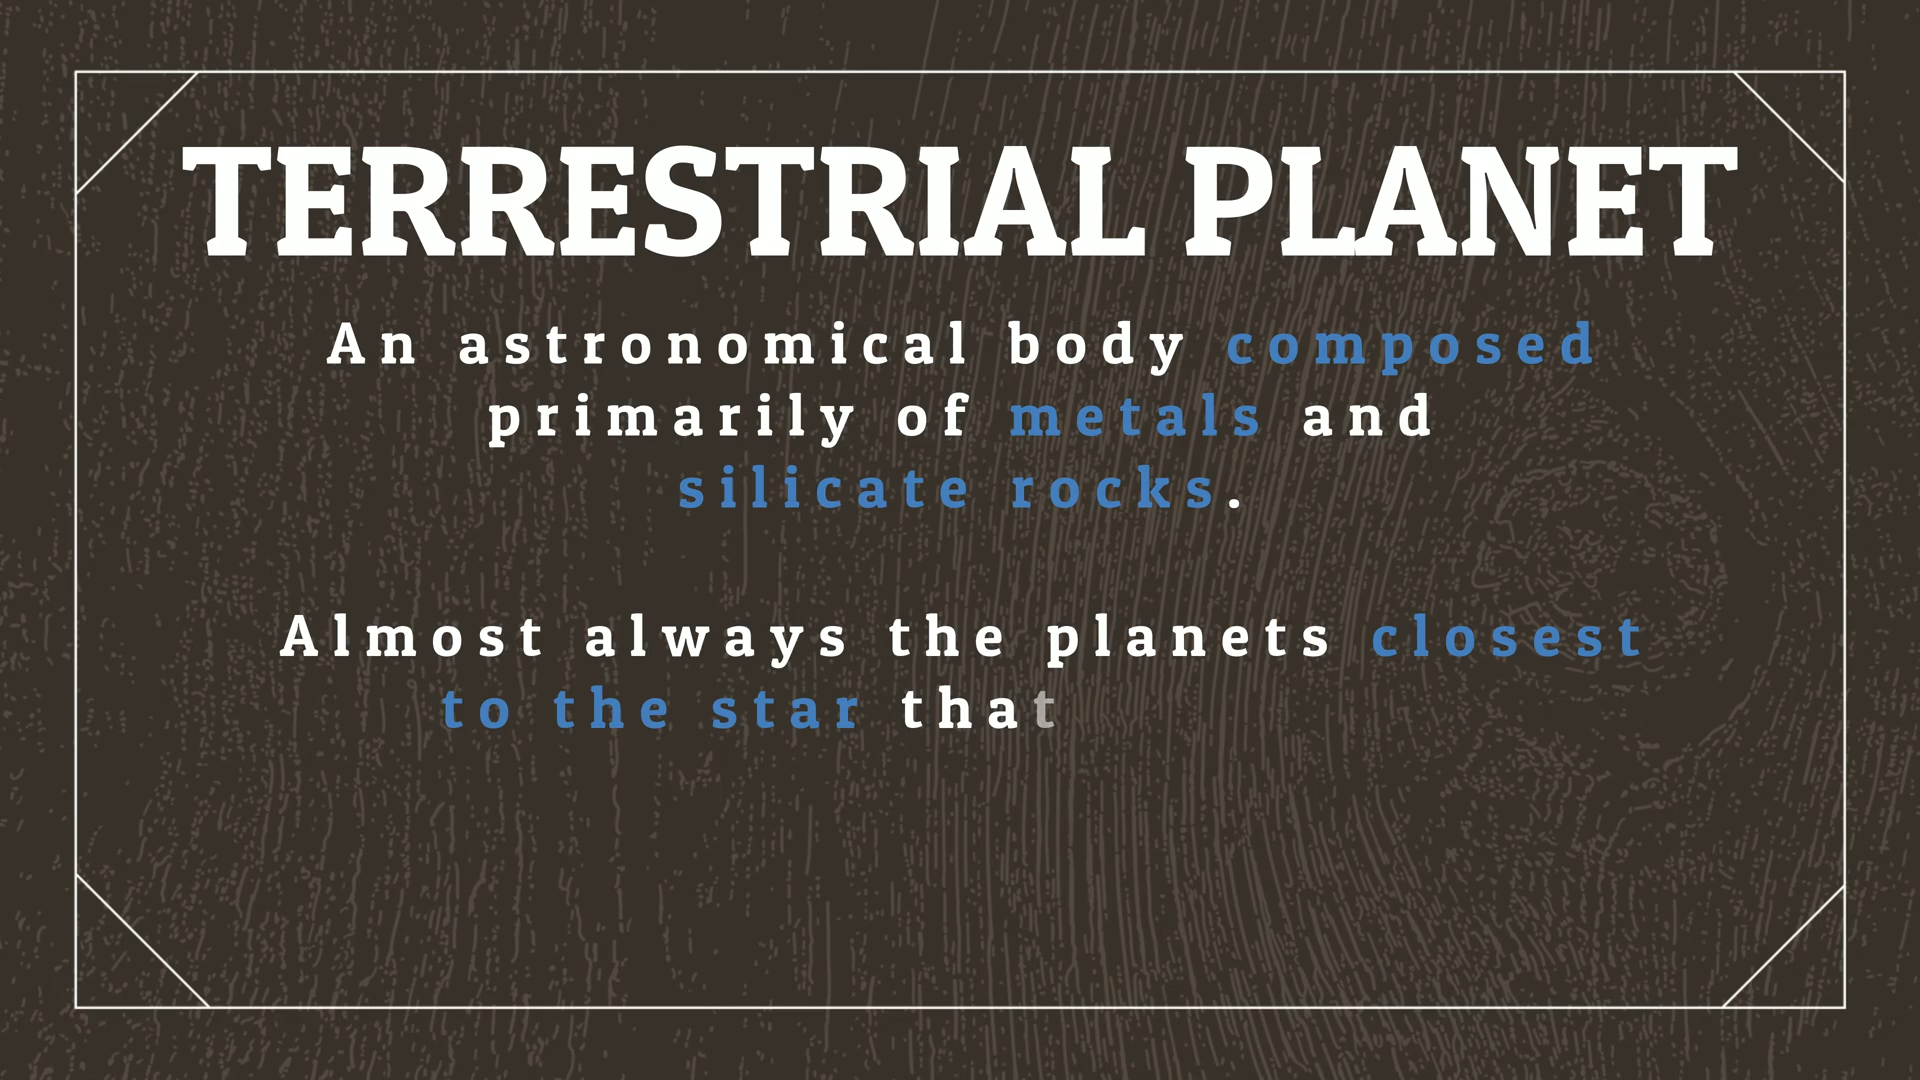 TERRESTRIAL PLANET
An astronomical body composed
primarily of metals and
silicate rocks.
Almost always the planets closest
to the star that